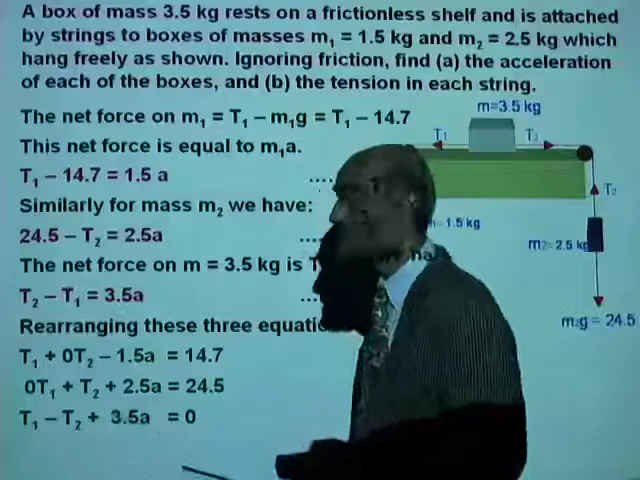 A box of mass 3.5 kg rests on a frictionless shelf and is attached
by strings to boxes of masses m₁ = 1.5 kg and m₂ = 2.5 kg which
hang freely as shown. Ignoring friction, find (a) the acceleration
of each of the boxes, and (b) the tension in each string.
The net force on m₁ = T₁ – m₁g = T₁ – 14.7
m=3.5 kg
T₁
This net force is equal to m₁a.
T₁ – 14.7 = 1.5 a ....
T₂
Similarly for mass m₂ we have:
1.5 kg
24.5 – T₂ = 2.5a ....
m2= 2.5 kg
The net force on m = 3.5 kg is
T₂ – T₁ = 3.5a ....
Rearranging these three
m₂g = 24.5
T₁ + 0T₂ – 1.5a = 14.7
0T₁ + T₂ + 2.5a = 24.5
T₁ – T₂ + 3.5a = 0